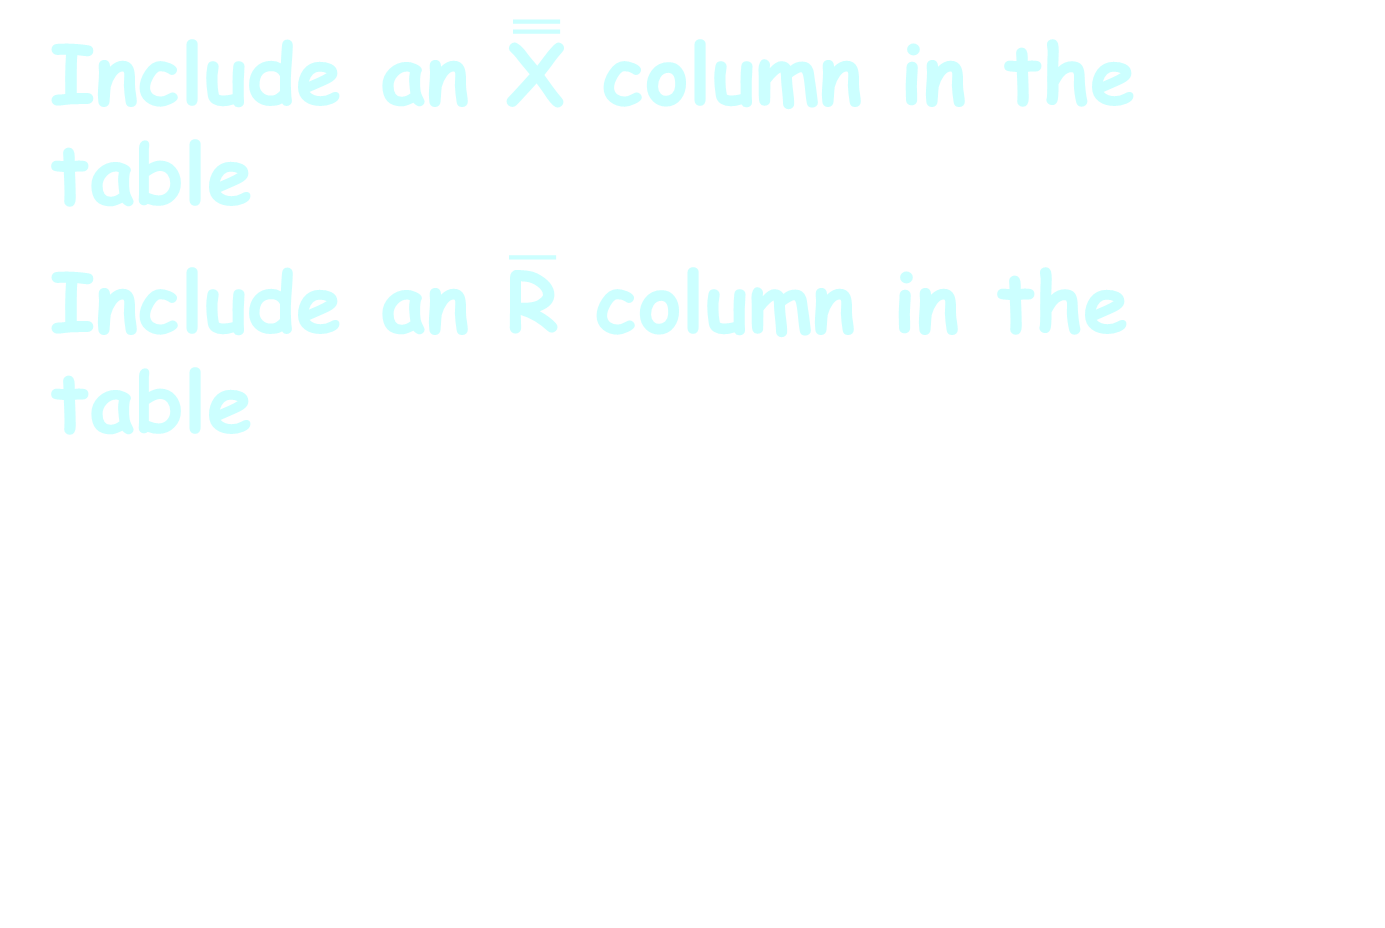 Include an X̿ column in the
table
Include an R̅ column in the
table